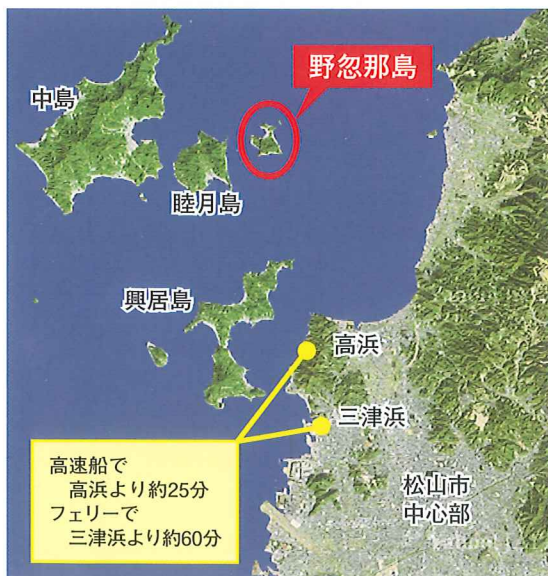 野忽那島
中島
睦月島
興居島
高浜
三津浜
高速船で
高浜より約25分
フェリーで
三津浜より約60分
松山市
中心部